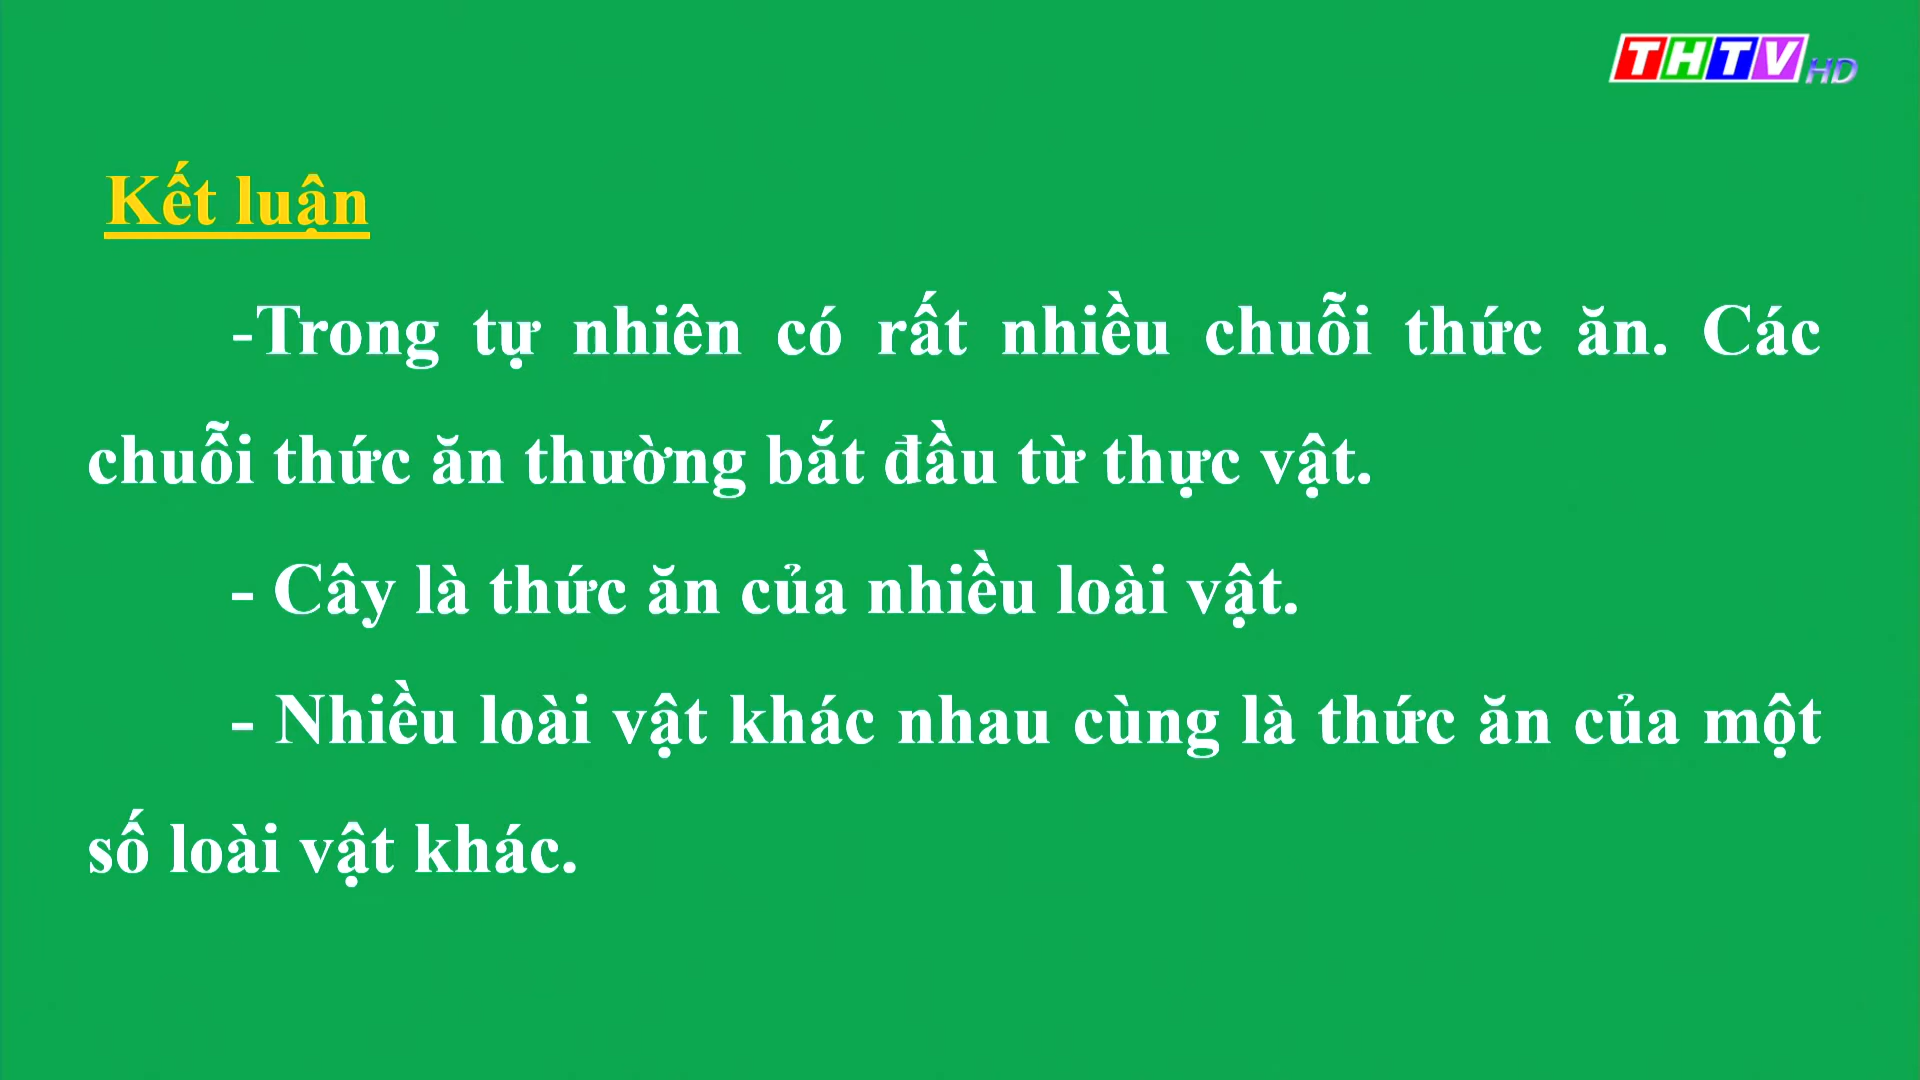 THTV HD
Kết luận
-Trong tự nhiên có rất nhiều chuỗi thức ăn. Các
chuỗi thức ăn thường bắt đầu từ thực vật.
- Cây là thức ăn của nhiều loài vật.
- Nhiều loài vật khác nhau cùng là thức ăn của một
số loài vật khác.